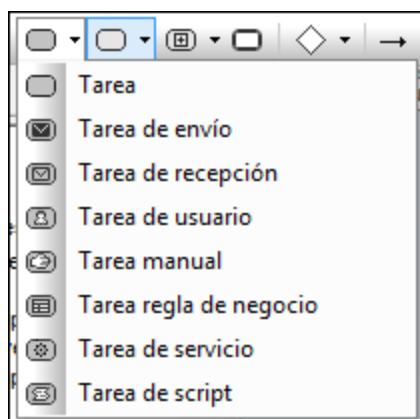 Tarea
Tarea de envío
Tarea de recepción
Tarea de usuario
Tarea manual
Tarea regla de negocio
Tarea de servicio
Tarea de script